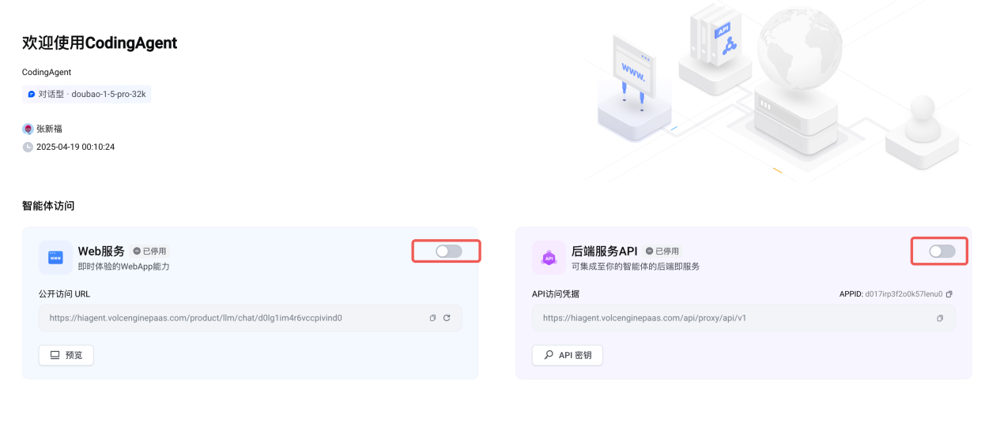 欢迎使用CodingAgent
CodingAgent
对话型 · doubao-1-5-pro-32k
张新福
2025-04-19 00:10:24
API
WWW.
智能体访问
www
Web服务
已停用
即时体验的WebApp能力
公开访问 URL
https://hiagent.volcenginepaas.com/product/llm/chat/d0lg1im4r6vccpivind0
预览
API
后端服务API
已停用
可集成至你的智能体的后端即服务
API访问凭据
APPID: d017irp3f2o0k57lenu0
https://hiagent.volcenginepaas.com/api/proxy/api/v1
API 密钥